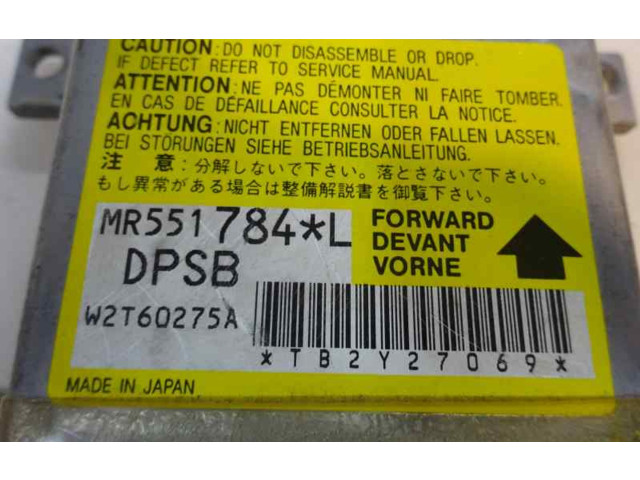 CAUTION:DO NOT DISASSEMBLE OR DROP.
IF DEFECT REFER TO SERVICE MANUAL.
ATTENTION:NE PAS DÉMONTER NI FAIRE TOMBER.
EN CAS DE DÉFAILLANCE CONSULTER LA NOTICE.
ACHTUNG:NICHT ENTFERNEN ODER FALLEN LASSEN.
BEI STÖRUNGEN SIEHE BETRIEBSANLEITUNG.
注 意:分解しないで下さい。落とさないで下さい。
もし異常がある場合は整備解説書を御覧下さい。
MR551784*L
DPSB
W2T60275A
FORWARD
DEVANT
VORNE
*TB2Y27069*
MADE IN JAPAN